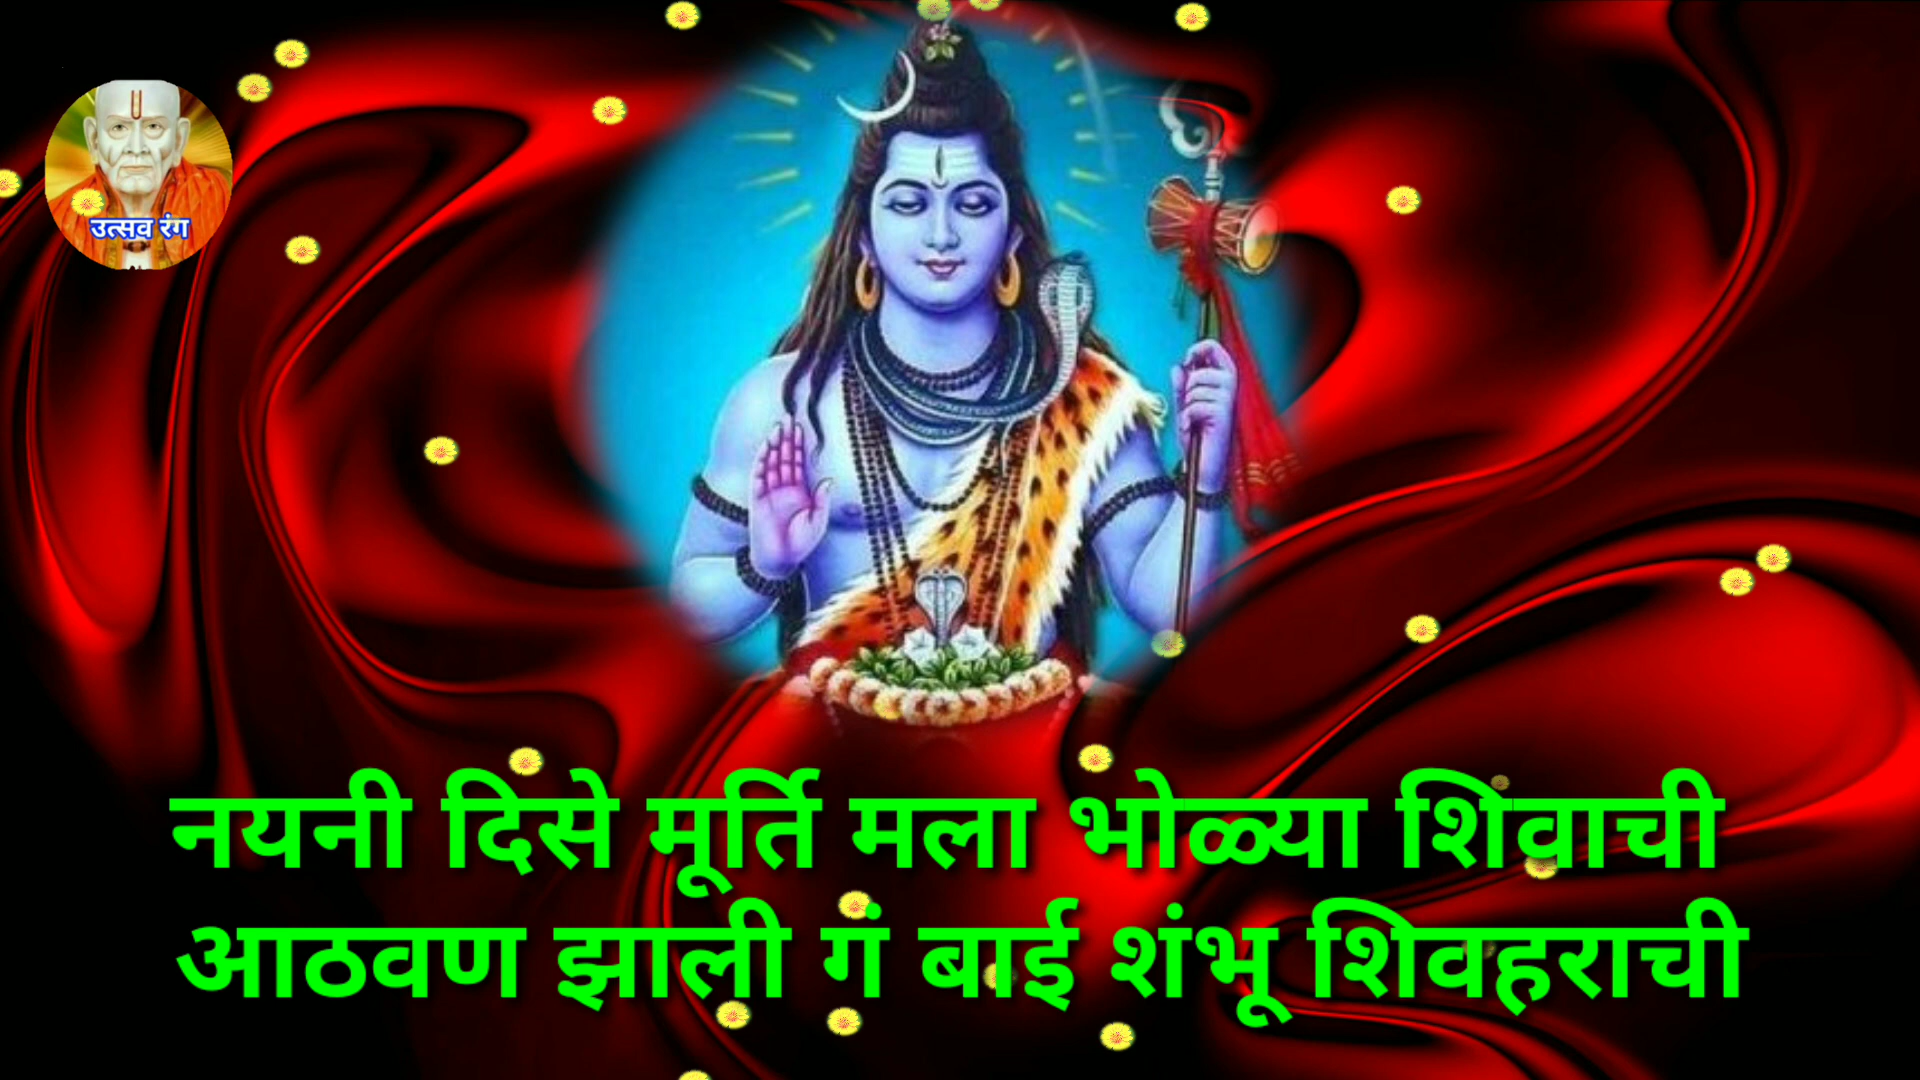 उत्सव रंग
नयनी दिसे मूर्ति मला भोळ्या शिवाची
आठवण झाली गं बाई शंभू शिवहराची